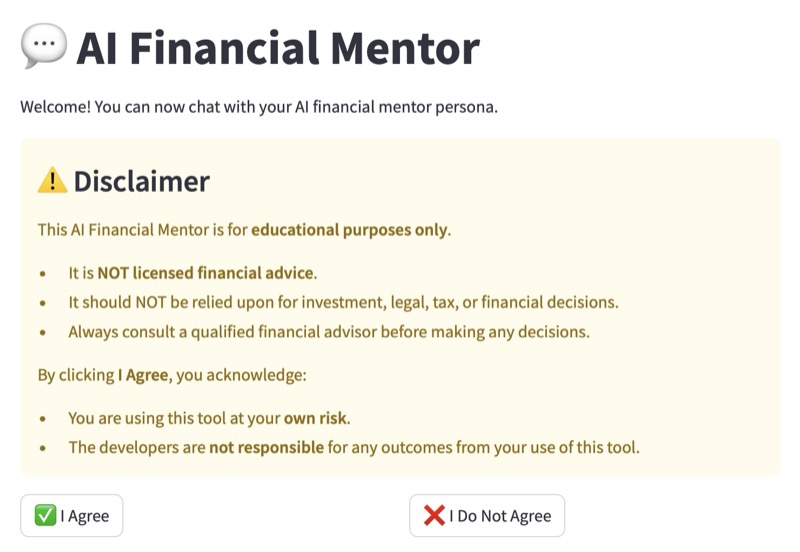 💬 AI Financial Mentor
Welcome! You can now chat with your AI financial mentor persona.
⚠️ Disclaimer
This AI Financial Mentor is for educational purposes only.
• It is NOT licensed financial advice.
• It should NOT be relied upon for investment, legal, tax, or financial decisions.
• Always consult a qualified financial advisor before making any decisions.
By clicking I Agree, you acknowledge:
• You are using this tool at your own risk.
• The developers are not responsible for any outcomes from your use of this tool.
✅ I Agree
❌ I Do Not Agree